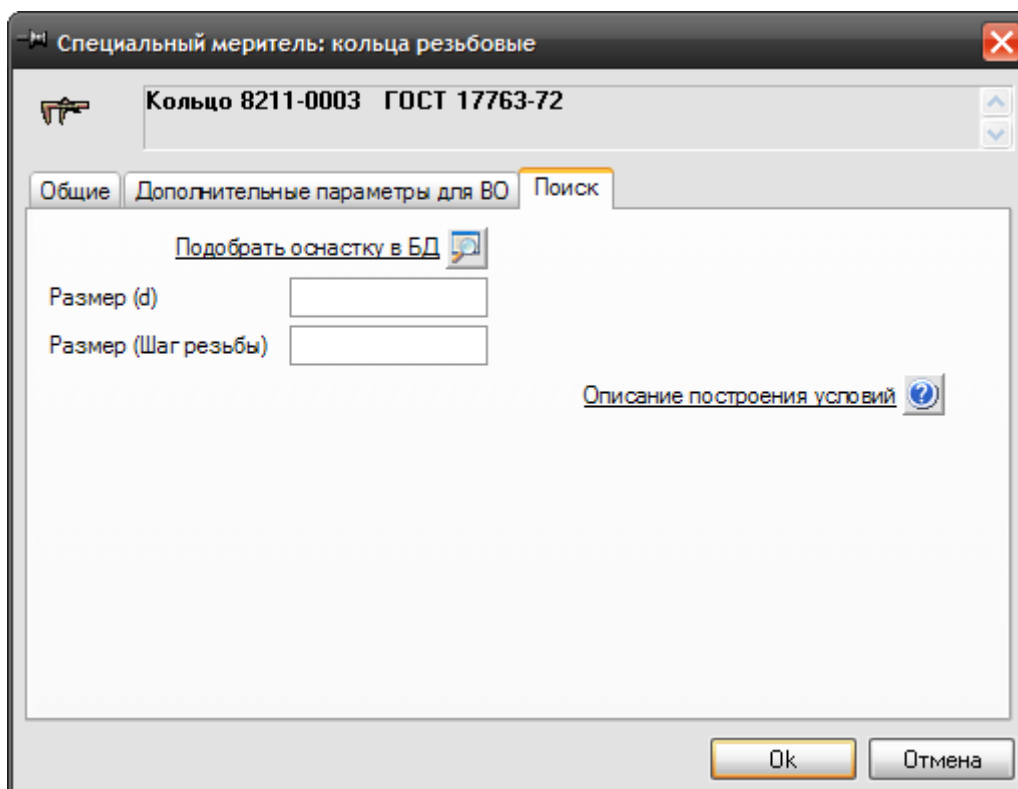 Специальный меритель: кольца резьбовые
Кольцо 8211-0003 ГОСТ 17763-72
Общие Дополнительные параметры для ВО Поиск
Подобрать оснастку в БД
Размер (d)
Размер (Шаг резьбы)
Описание построения условий
Ok Отмена